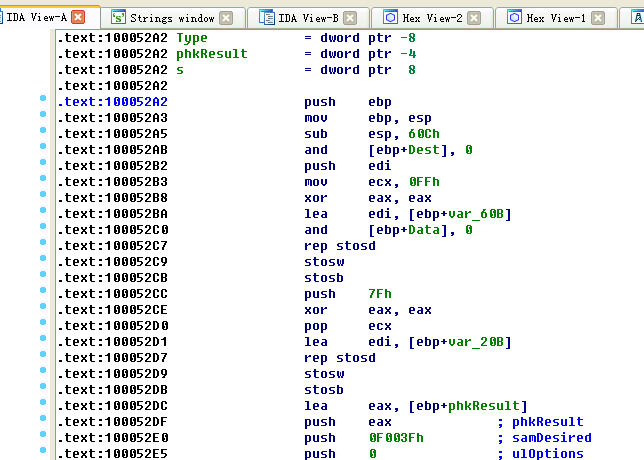 IDA View-A Strings window IDA View-B Hex View-2 Hex View-1
.text:100052A2 Type = dword ptr -8
.text:100052A2 phkResult = dword ptr -4
.text:100052A2 s = dword ptr 8
.text:100052A2
.text:100052A2 push ebp
.text:100052A3 mov ebp, esp
.text:100052A5 sub esp, 60Ch
.text:100052AB and [ebp+Dest], 0
.text:100052B2 push edi
.text:100052B3 mov ecx, 0FFh
.text:100052B8 xor eax, eax
.text:100052BA lea edi, [ebp+var_60B]
.text:100052C0 and [ebp+Data], 0
.text:100052C7 rep stosd
.text:100052C9 stosw
.text:100052CB stosb
.text:100052CC push 7Fh
.text:100052CE xor eax, eax
.text:100052D0 pop ecx
.text:100052D1 lea edi, [ebp+var_20B]
.text:100052D7 rep stosd
.text:100052D9 stosw
.text:100052DB stosb
.text:100052DC lea eax, [ebp+phkResult]
.text:100052DF push eax ; phkResult
.text:100052E0 push 0F003Fh ; samDesired
.text:100052E5 push 0 ; ulOptions